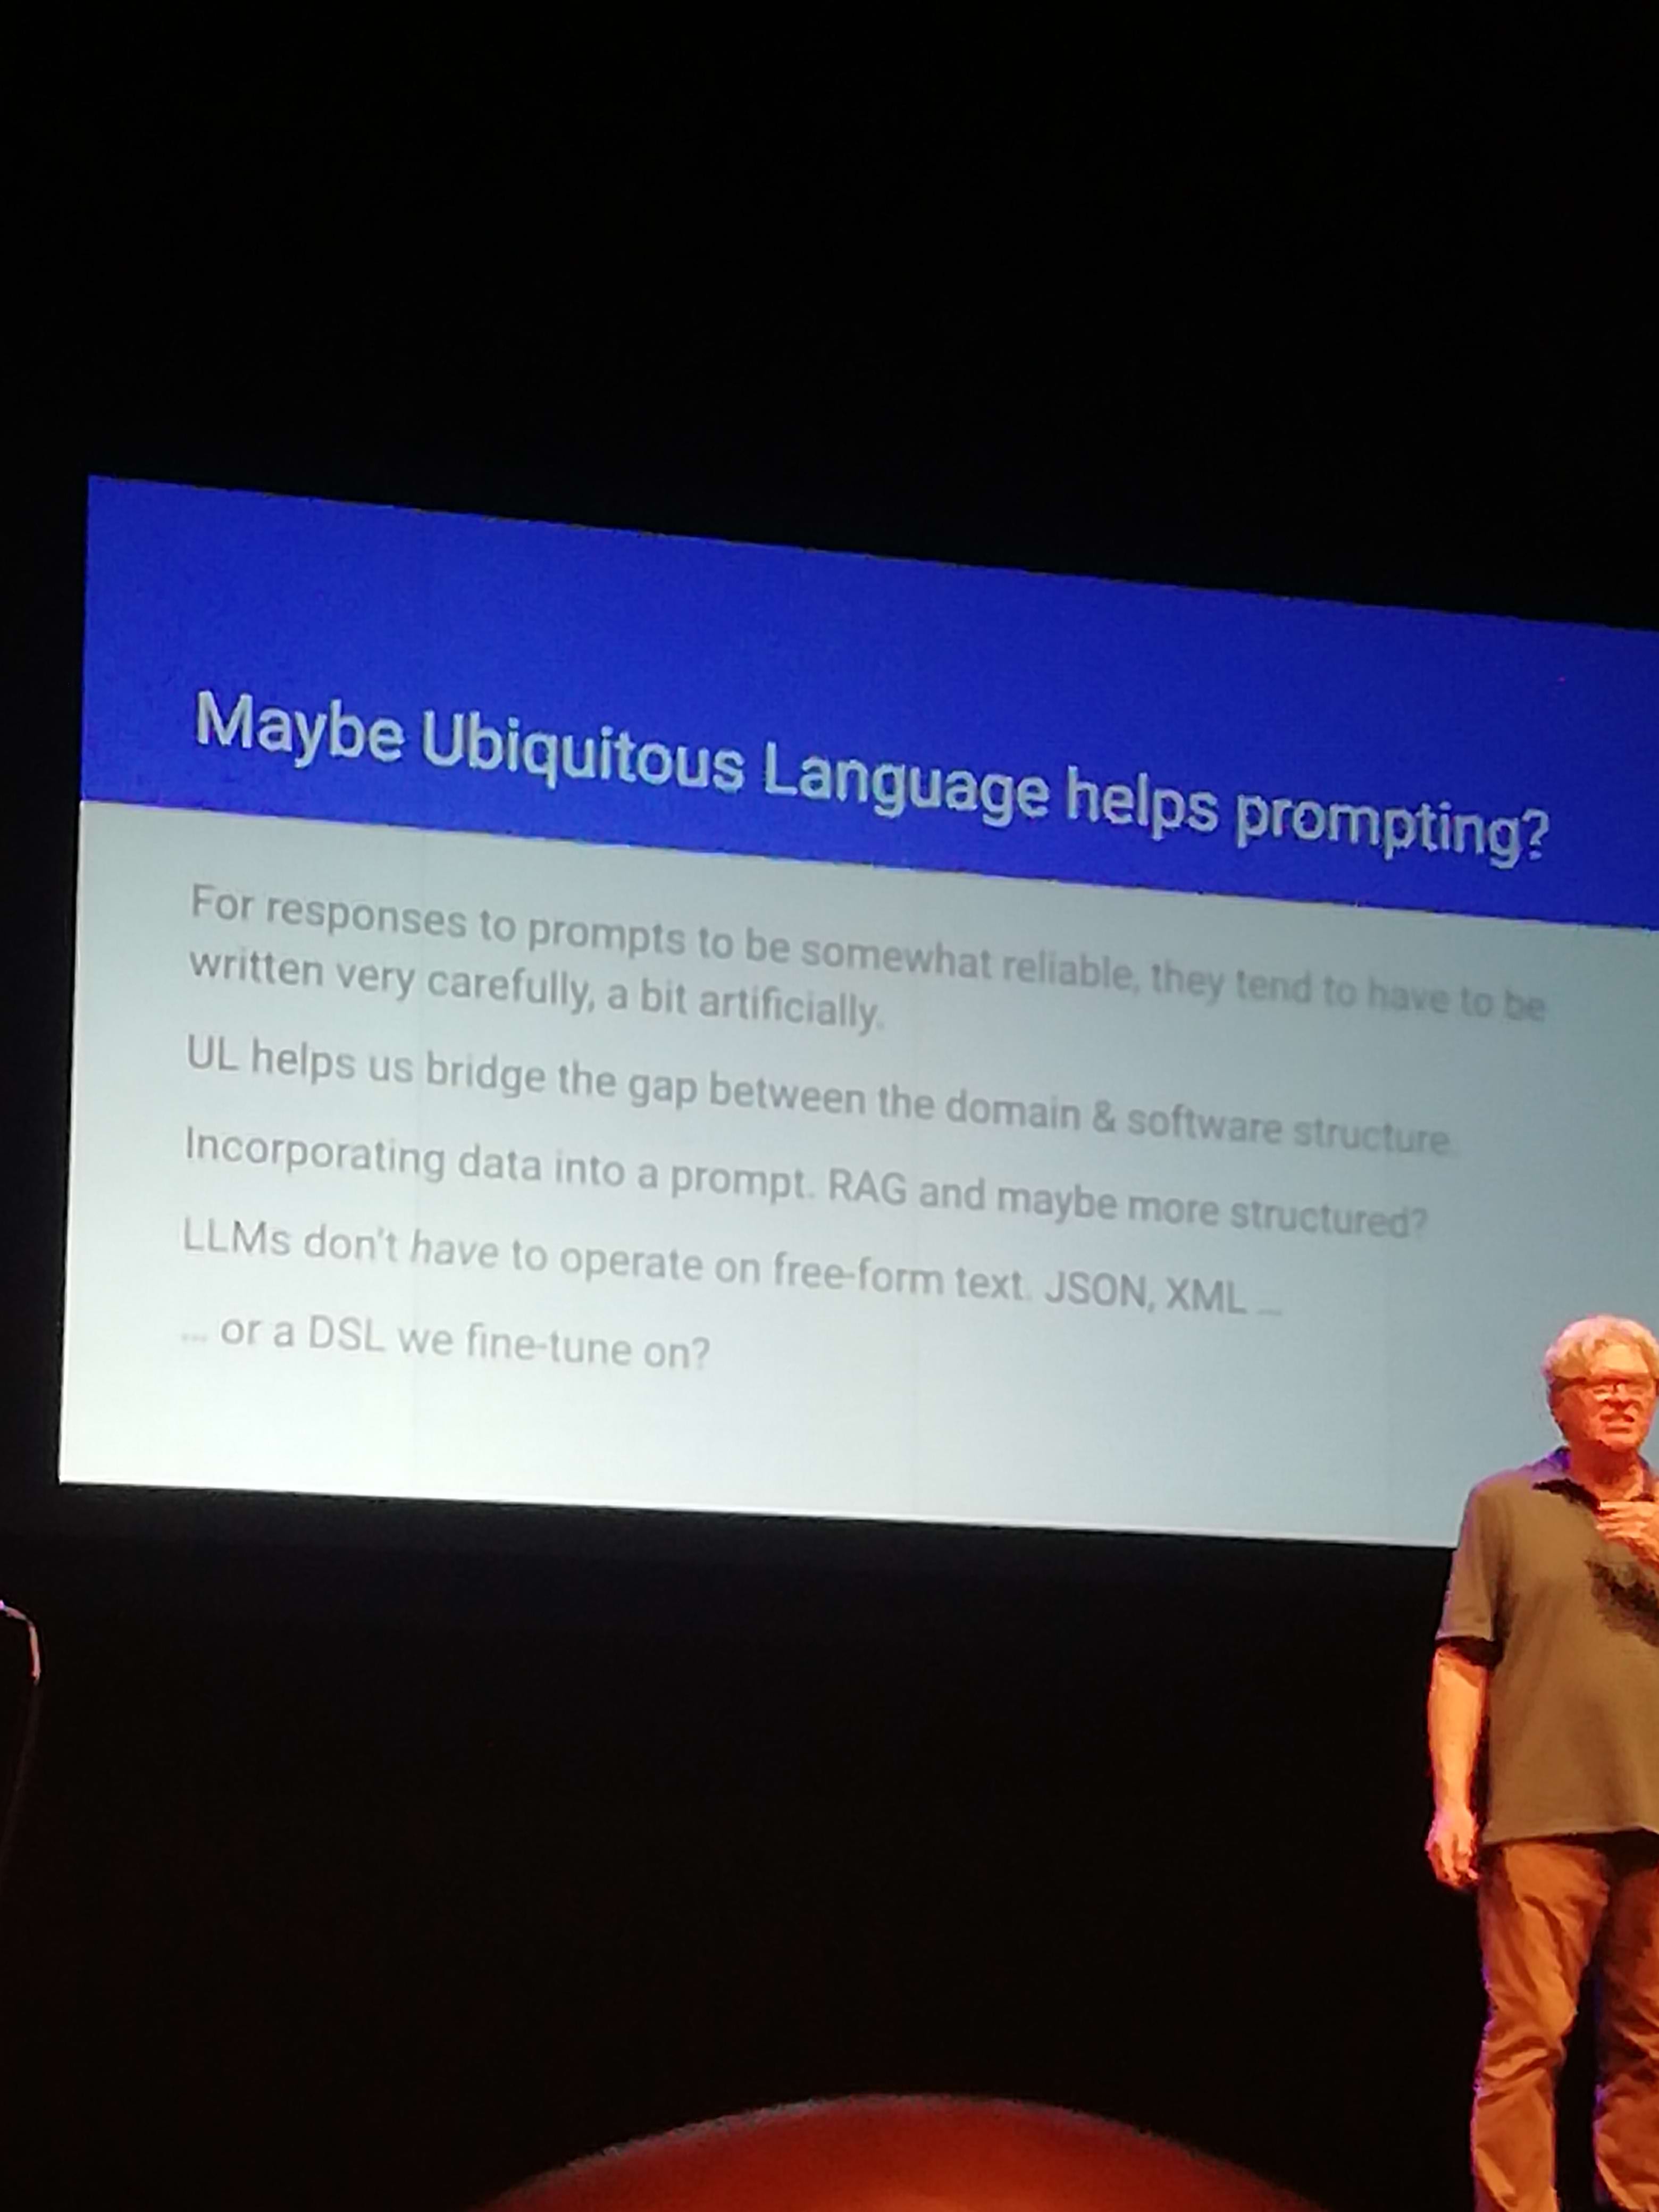 Maybe Ubiquitous Language helps prompting?
For responses to prompts to be somewhat reliable, they tend to have to be
written very carefully, a bit artificially.
UL helps us bridge the gap between the domain & software structure.
Incorporating data into a prompt. RAG and maybe more structured?
LLMs don't have to operate on free-form text. JSON, XML ...
... or a DSL we fine-tune on?